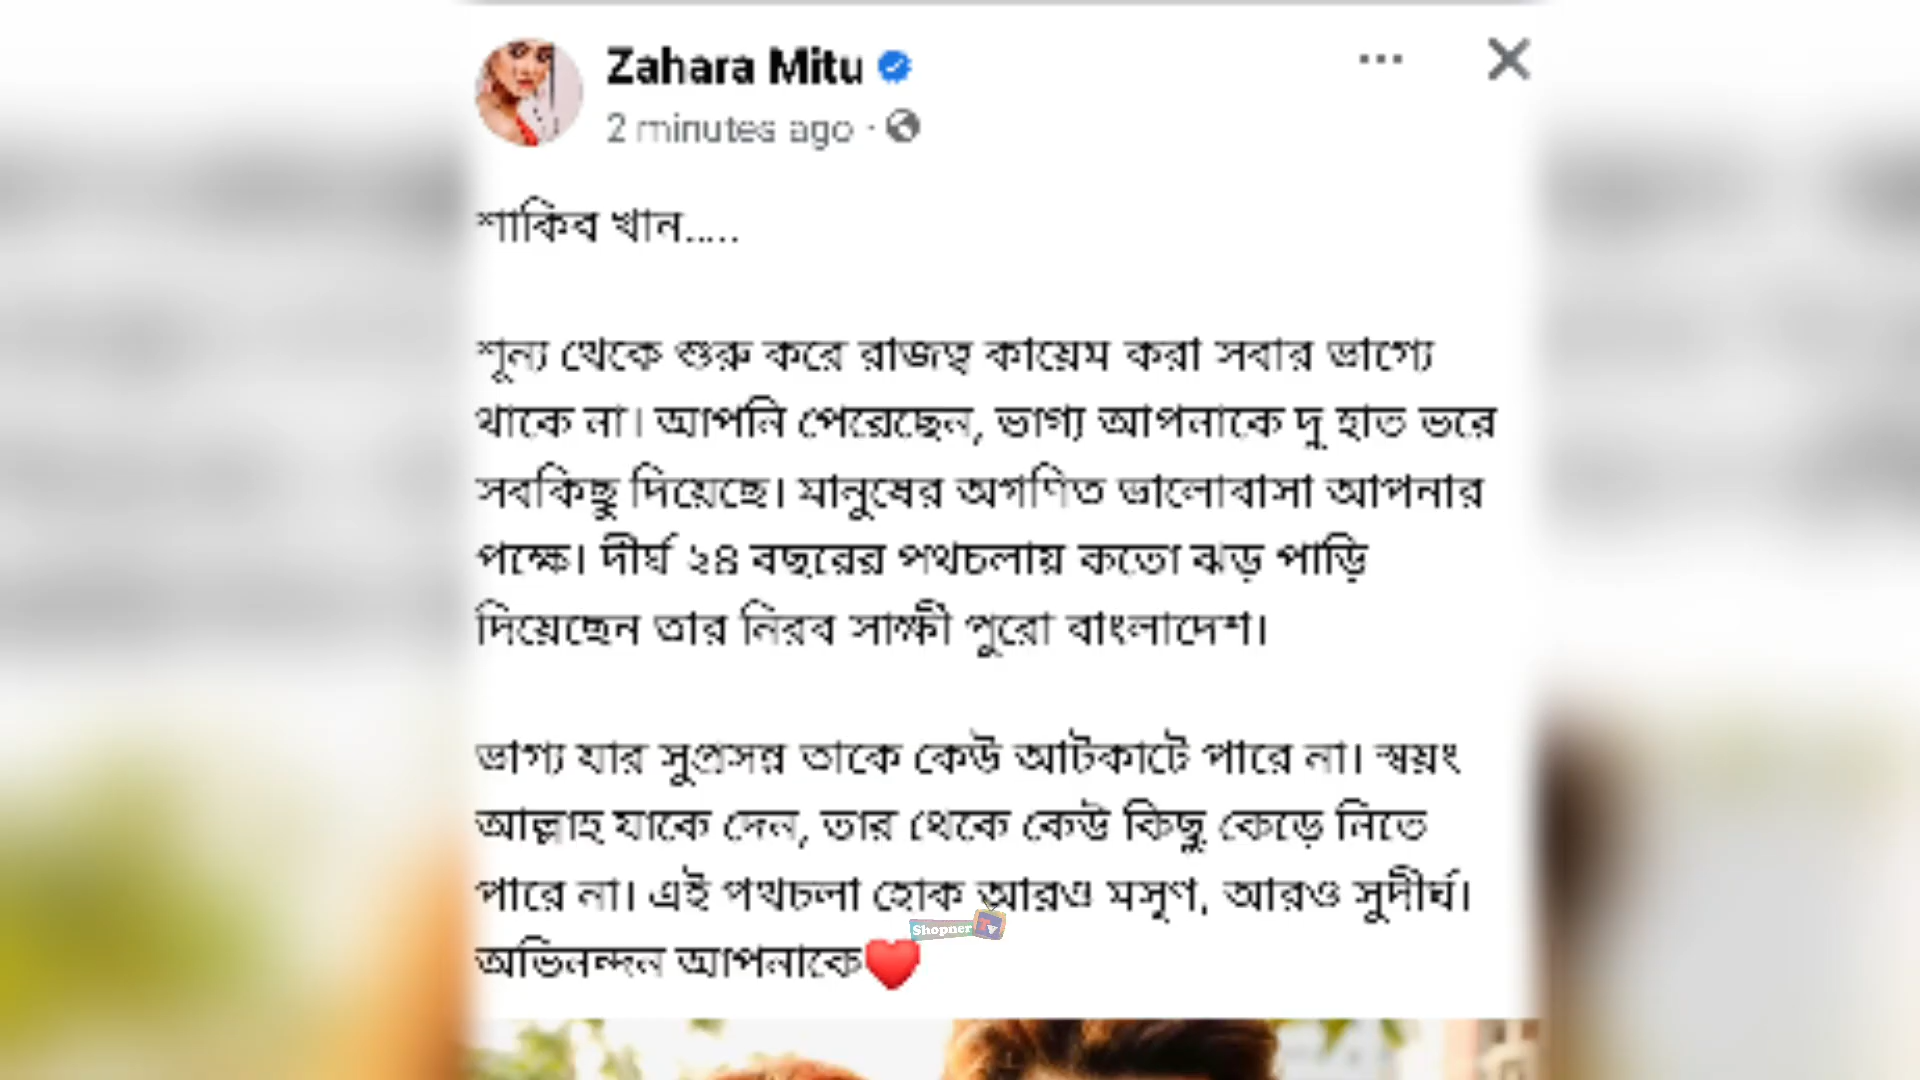 Zahara Mitu
2 minutes ago ·
শাকিব খান.....
শূন্য থেকে শুরু করে রাজত্ব কায়েম করা সবার ভাগ্যে
থাকে না। আপনি পেরেছেন, ভাগ্য আপনাকে দু হাত ভরে
সবকিছু দিয়েছে। মানুষের অগণিত ভালোবাসা আপনার
পক্ষে। দীর্ঘ ২৪ বছরের পথচলায় কতো ঝড় পাড়ি
দিয়েছেন তার নিরব সাক্ষী পুরো বাংলাদেশ।
ভাগ্য যার সুপ্রসন্ন তাকে কেউ আটকাটে পারে না। স্বয়ং
আল্লাহ যাকে দেন, তার থেকে কেউ কিছু কেড়ে নিতে
পারে না। এই পথচলা হোক আরও মসৃণ, আরও সুদীর্ঘ।
Shopner Tv
অভিনন্দন আপনাকে❤️